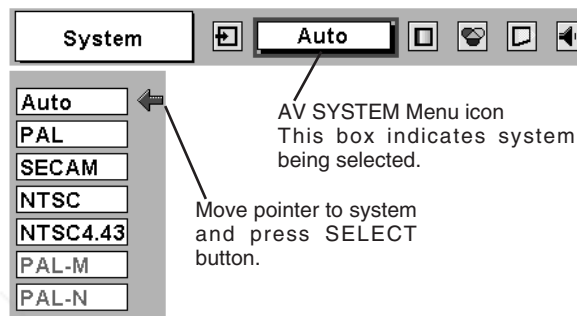 System
Auto
AV SYSTEM Menu icon
This box indicates system
being selected.
Auto
PAL
SECAM
NTSC
NTSC4.43
PAL-M
PAL-N
Move pointer to system
and press SELECT
button.